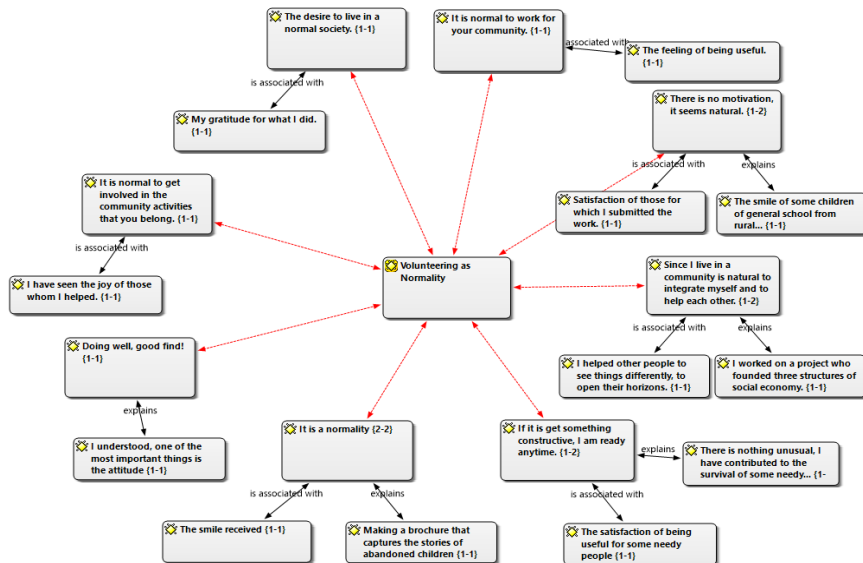 The desire to live in a
normal society. {1-1}
It is normal to work for
your community. {1-1}
associated with
The feeling of being useful.
{1-1}
is associated with
My gratitude for what I did.
{1-1}
There is no motivation,
it seems natural. {1-2}
is associated with
explains
Satisfaction of those for
which I submitted the
work. {1-1}
The smile of some children
of general school from
rural... {1-1}
It is normal to get
involved in the
community activities
that you belong. {1-1}
is associated with
I have seen the joy of those
whom I helped. {1-1}
Volunteering as
Normality
Since I live in a
community is natural to
integrate myself and to
help each other. {1-2}
is associated with
explains
I helped other people to
see things differently, to
open their horizons. {1-1}
I worked on a project who
founded three structures of
social economy. {1-1}
Doing well, good find!
{1-1}
explains
I understood, one of the
most important things is
the attitude {1-1}
It is a normality {2-2}
is associated with
explains
The smile received {1-1}
Making a brochure that
captures the stories of
abandoned children {1-1}
If it is get something
constructive, I am ready
anytime. {1-2}
explains
There is nothing unusual, I
have contributed to the
survival of some needy... {1-
is associated with
The satisfaction of being
useful for some needy
people {1-1}